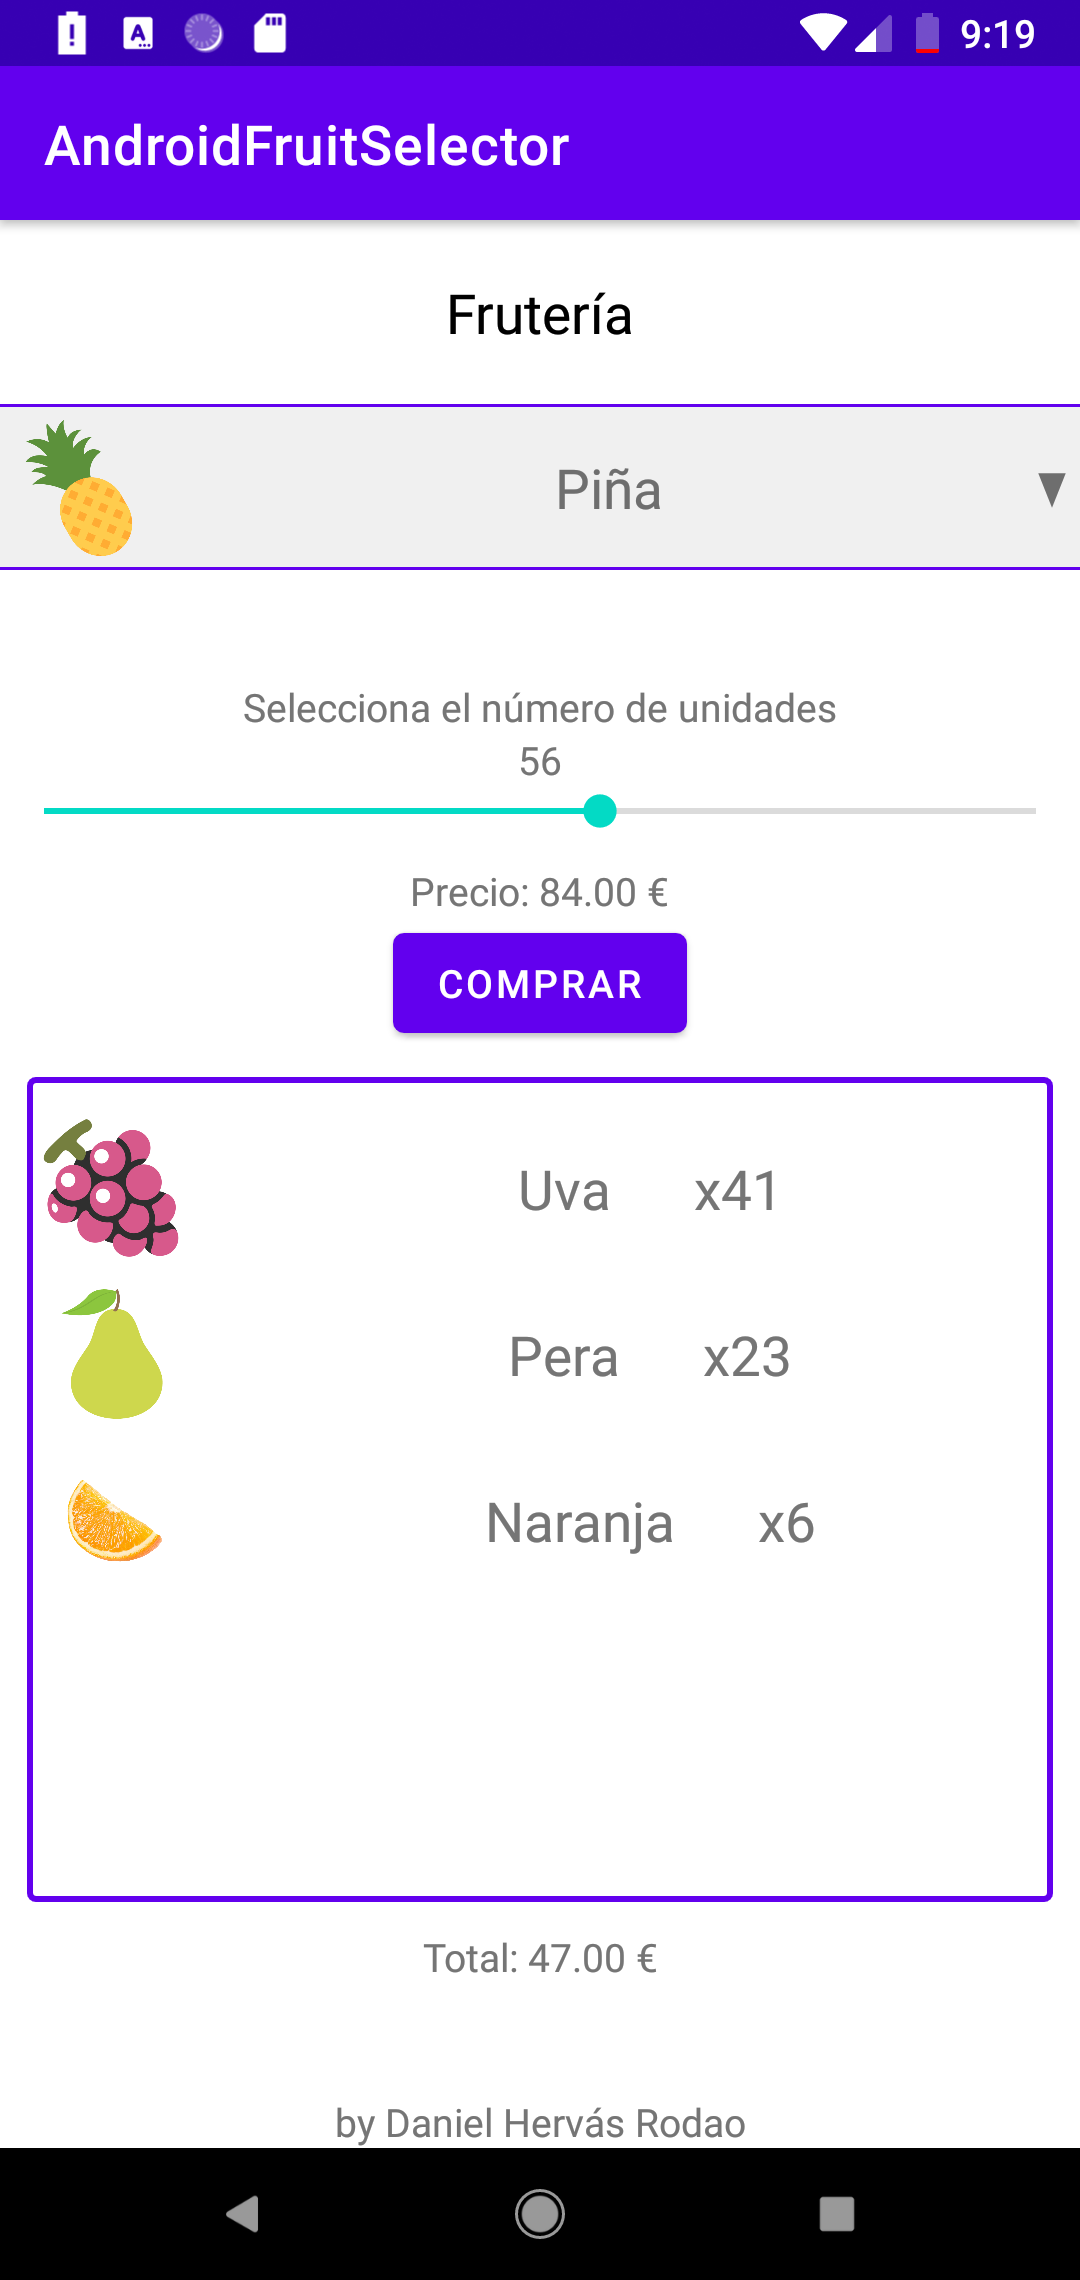 9:19
AndroidFruitSelector
Frutería
Piña
Selecciona el número de unidades
56
Precio: 84.00 €
COMPRAR
Uva x41
Pera x23
Naranja x6
Total: 47.00 €
by Daniel Hervás Rodao